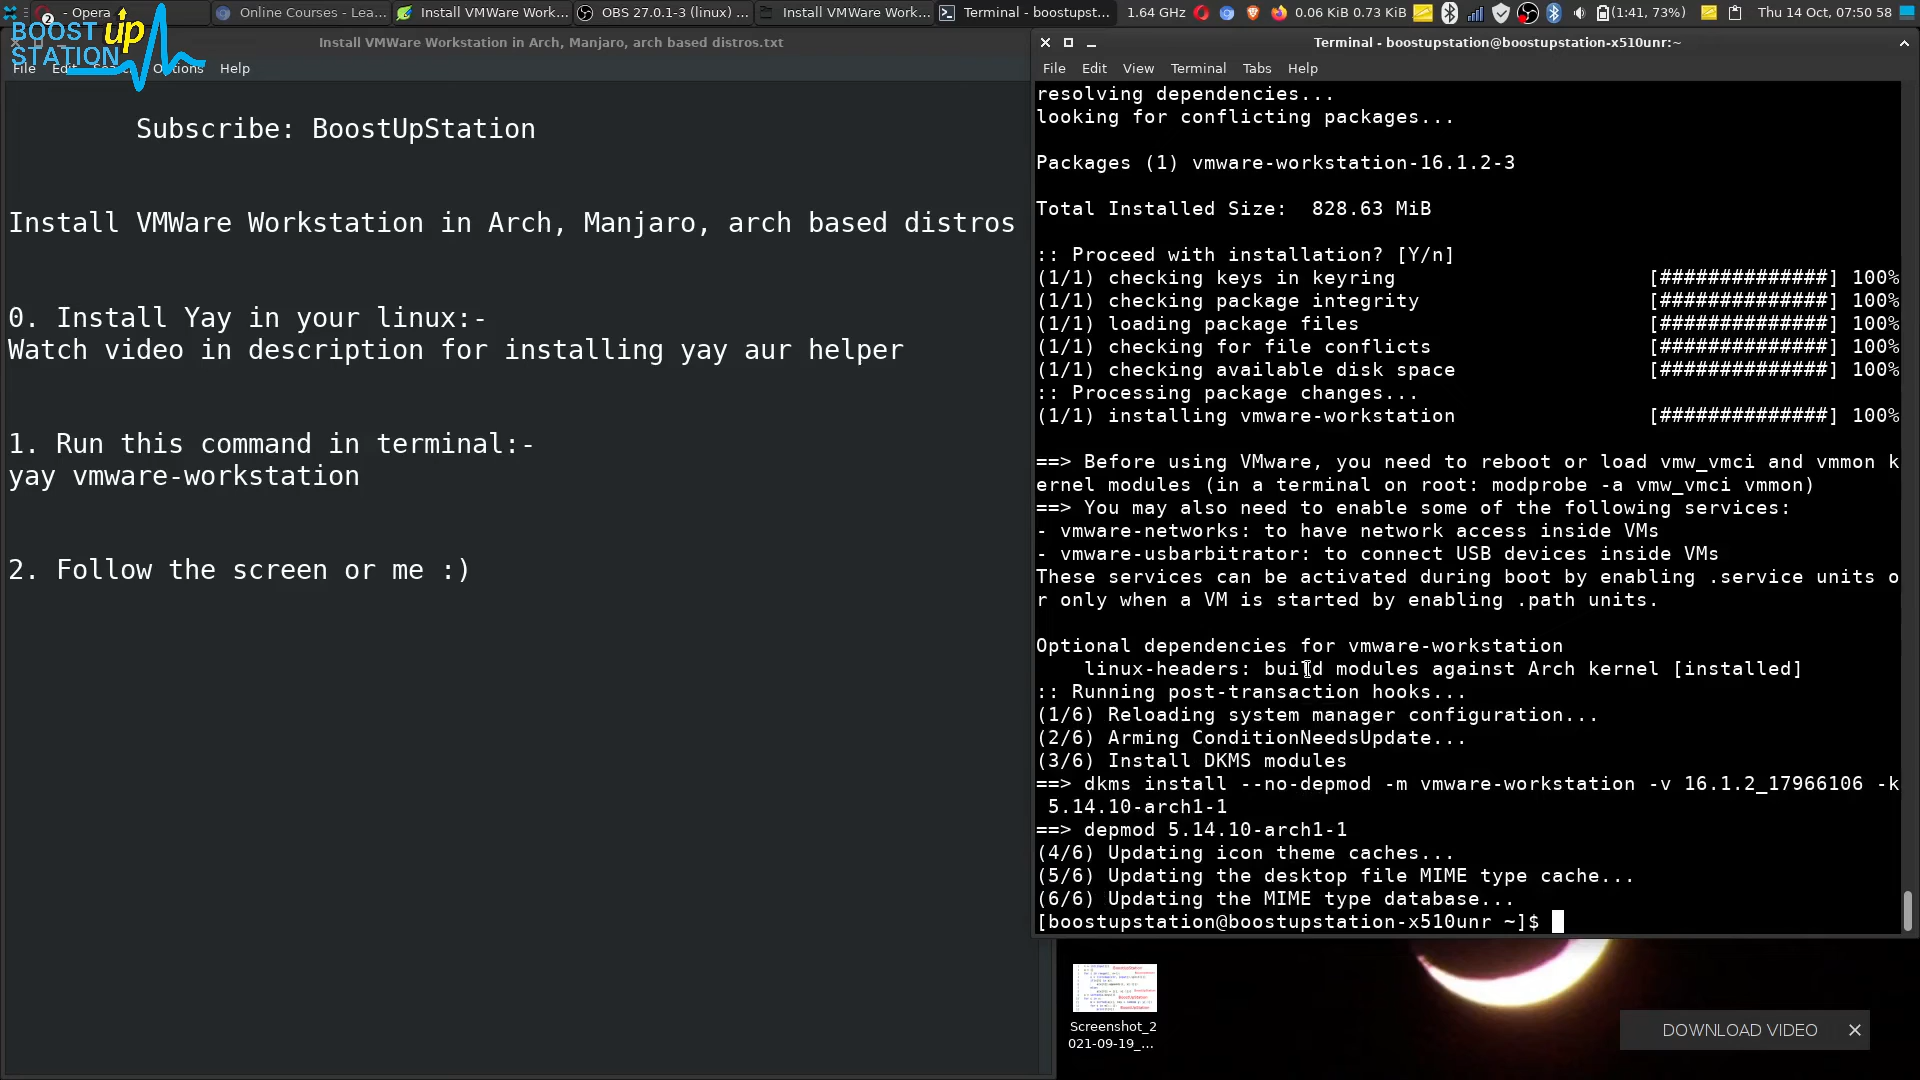 2
- Opera
Online Courses - Lea...
Install VMWare Work...
OBS 27.0.1-3 (linux) ...
Install VMWare Work...
Terminal - boostupst...
1.64 GHz
0.06 KiB 0.73 KiB
(1:41, 73%)
Thu 14 Oct, 07:50 58
BOOST up
STATION
Install VMWare Workstation in Arch, Manjaro, arch based distros.txt
File Edit Search Options Help
Subscribe: BoostUpStation
Install VMWare Workstation in Arch, Manjaro, arch based distros
0. Install Yay in your linux:-
Watch video in description for installing yay aur helper
1. Run this command in terminal:-
yay vmware-workstation
2. Follow the screen or me :)
Terminal - boostupstation@boostupstation-x510unr:~
File Edit View Terminal Tabs Help
resolving dependencies...
looking for conflicting packages...
Packages (1) vmware-workstation-16.1.2-3
Total Installed Size:  828.63 MiB
:: Proceed with installation? [Y/n]
(1/1) checking keys in keyring [##############] 100%
(1/1) checking package integrity [##############] 100%
(1/1) loading package files [##############] 100%
(1/1) checking for file conflicts [##############] 100%
(1/1) checking available disk space [##############] 100%
:: Processing package changes...
(1/1) installing vmware-workstation [##############] 100%
==> Before using VMware, you need to reboot or load vmw_vmci and vmmon k
ernel modules (in a terminal on root: modprobe -a vmw_vmci vmmon)
==> You may also need to enable some of the following services:
- vmware-networks: to have network access inside VMs
- vmware-usbarbitrator: to connect USB devices inside VMs
These services can be activated during boot by enabling .service units o
r only when a VM is started by enabling .path units.
Optional dependencies for vmware-workstation
linux-headers: build modules against Arch kernel [installed]
:: Running post-transaction hooks...
(1/6) Reloading system manager configuration...
(2/6) Arming ConditionNeedsUpdate...
(3/6) Install DKMS modules
==> dkms install --no-depmod -m vmware-workstation -v 16.1.2_17966106 -k
5.14.10-arch1-1
==> depmod 5.14.10-arch1-1
(4/6) Updating icon theme caches...
(5/6) Updating the desktop file MIME type cache...
(6/6) Updating the MIME type database...
[boostupstation@boostupstation-x510unr ~]$
Screenshot_2
021-09-19_...
DOWNLOAD VIDEO